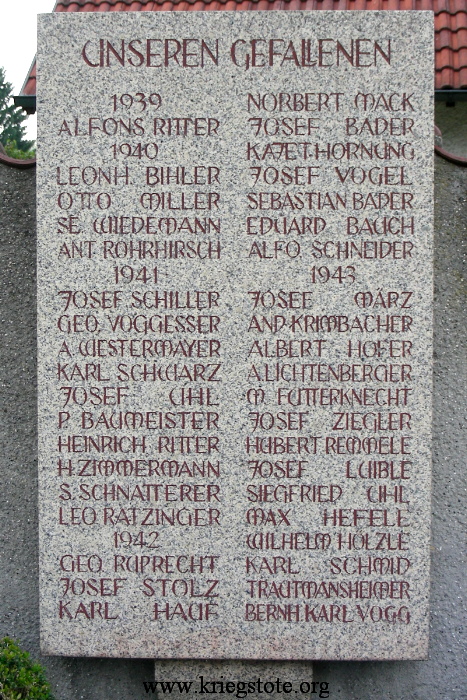 UNSEREN GEFALLENEN
1939
ALFONS RITTER
1940
LEONH. BIHLER
OTTO MILLER
SE. WIEDEMANN
ANT. ROHRHIRSCH
1941
JOSEF SCHILLER
GEO. VOGGESSER
A. WESTERMAYER
KARL SCHWARZ
JOSEF UHL
P. BAUMEISTER
HEINRICH RITTER
H. ZIMMERMANN
S. SCHNATTERER
LEO RATZINGER
1942
GEO RUPRECHT
JOSEF STOLZ
KARL HAUF
NORBERT MACK
JOSEF BADER
KAJET. HORNUNG
JOSEF VOGEL
SEBASTIAN BADER
EDUARD BAUCH
ALFO. SCHNEIDER
1943
JOSEF MÄRZ
AND. KRIMBACHER
ALBERT HOFER
A. LICHTENBERGER
M. FUTTERKNECHT
JOSEF ZIEGLER
HUBERT REMMELE
JOSEF LUIBLE
SIEGFRIED UHL
MAX HEFELE
WILHELM HÖLZLE
KARL SCHMID
TRAUTMANSHEIMER
BERNH. KARL VOGG
www.kriegstote.org